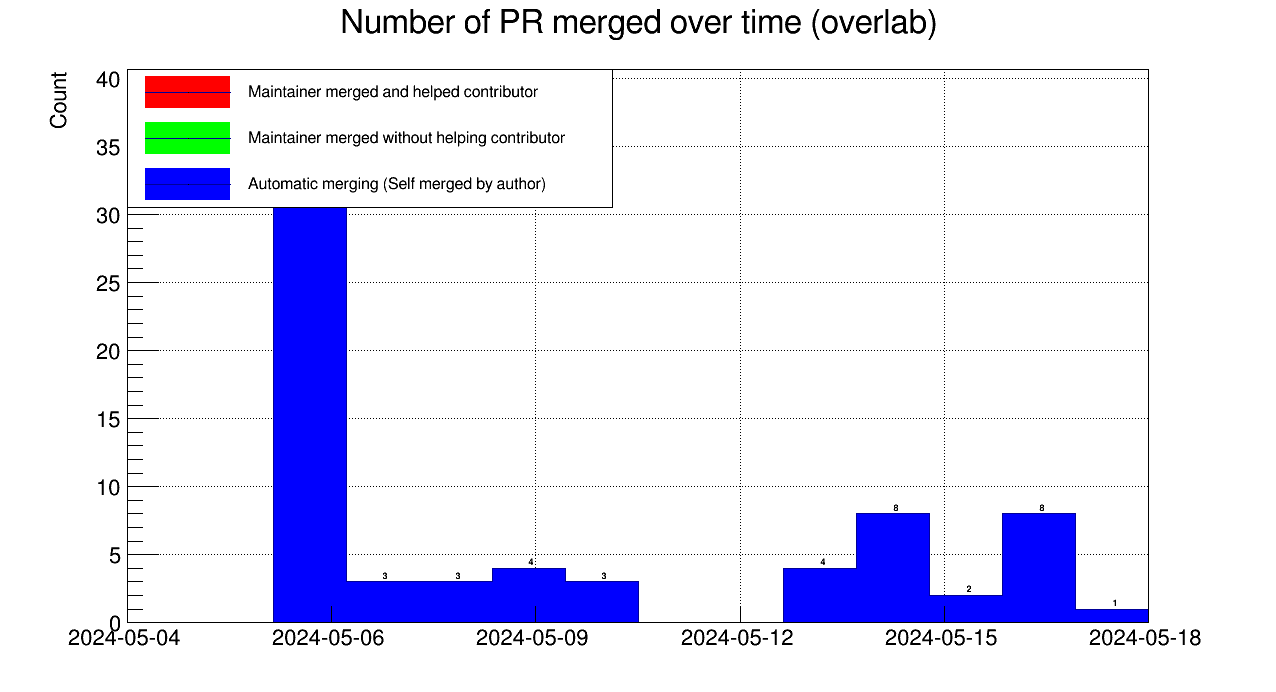 Number of PR merged over time (overlab)
Count
40
35
30
25
20
15
10
5
0
Maintainer merged and helped contributor
Maintainer merged without helping contributor
Automatic merging (Self merged by author)
3 3 4 3 4 8 2 8 1
2024-05-04 2024-05-06 2024-05-09 2024-05-12 2024-05-15 2024-05-18